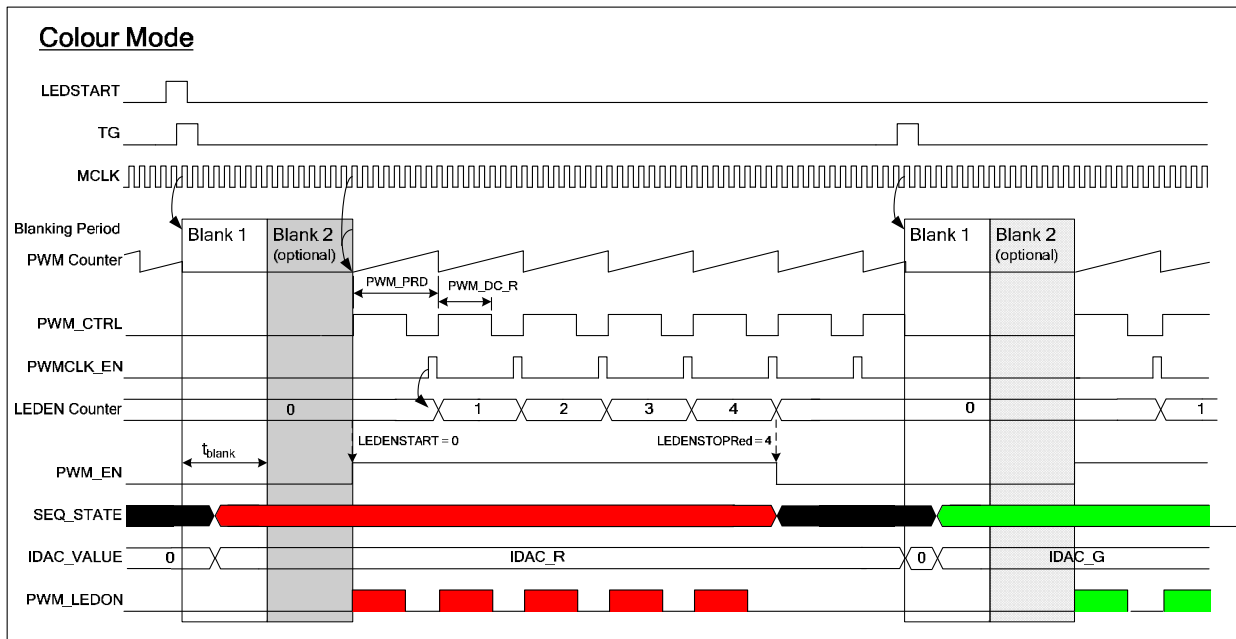 Colour Mode
LEDSTART
TG
MCLK
Blanking Period
Blank 1
Blank 2
(optional)
Blank 1
Blank 2
(optional)
PWM Counter
PWM_PRD
PWM_DC_R
PWM_CTRL
PWMCLK_EN
LEDEN Counter
0
1
2
3
4
0
1
LEDENSTART = 0
LEDENSTOPRed = 4
tblank
PWM_EN
SEQ_STATE
IDAC_VALUE
0
IDAC_R
0
IDAC_G
PWM_LEDON